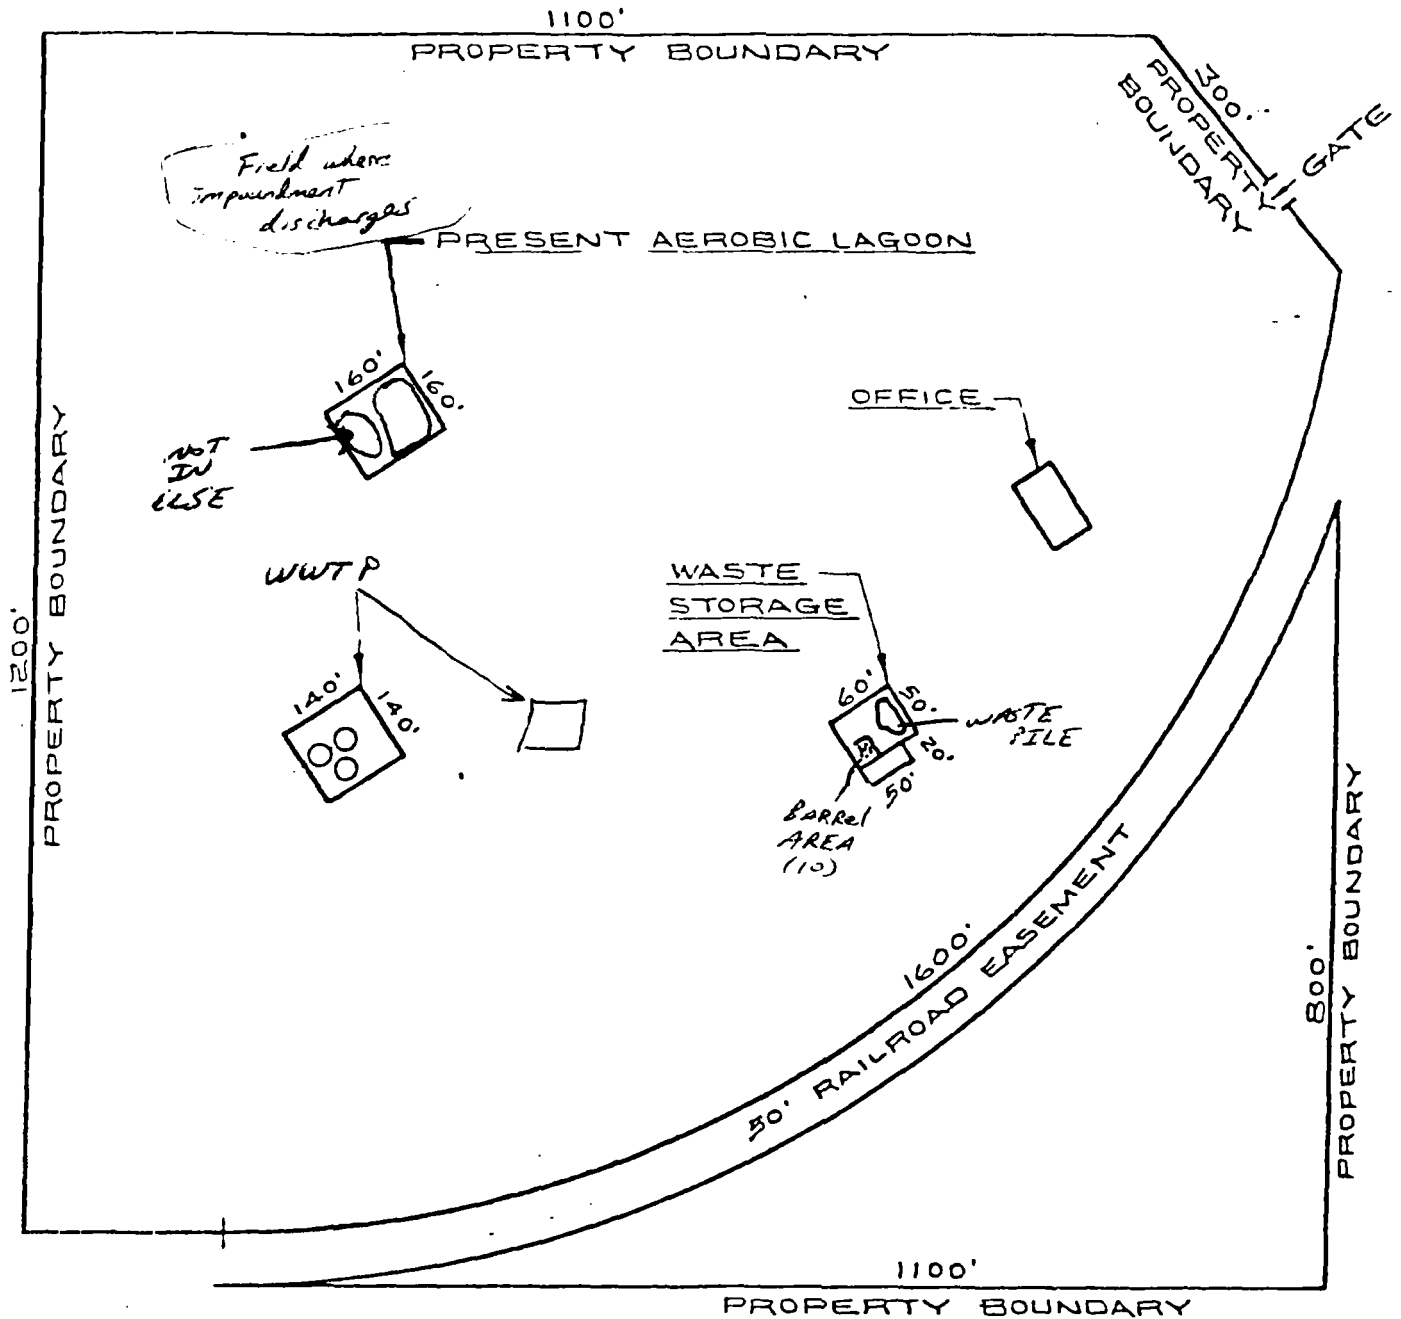 1100'
PROPERTY BOUNDARY
300'
PROPERTY
BOUNDARY
GATE
Field where
impoundment
discharges
PRESENT AEROBIC LAGOON
160'
160'
NOT
IN
USE
OFFICE
PROPERTY BOUNDARY
1200'
WWTP
WASTE
STORAGE
AREA
140'
140'
60'
50'
20'
50'
WASTE
PILE
BARRel
AREA
(10)
1600'
50' RAILROAD EASEMENT
800'
PROPERTY BOUNDARY
1100'
PROPERTY BOUNDARY